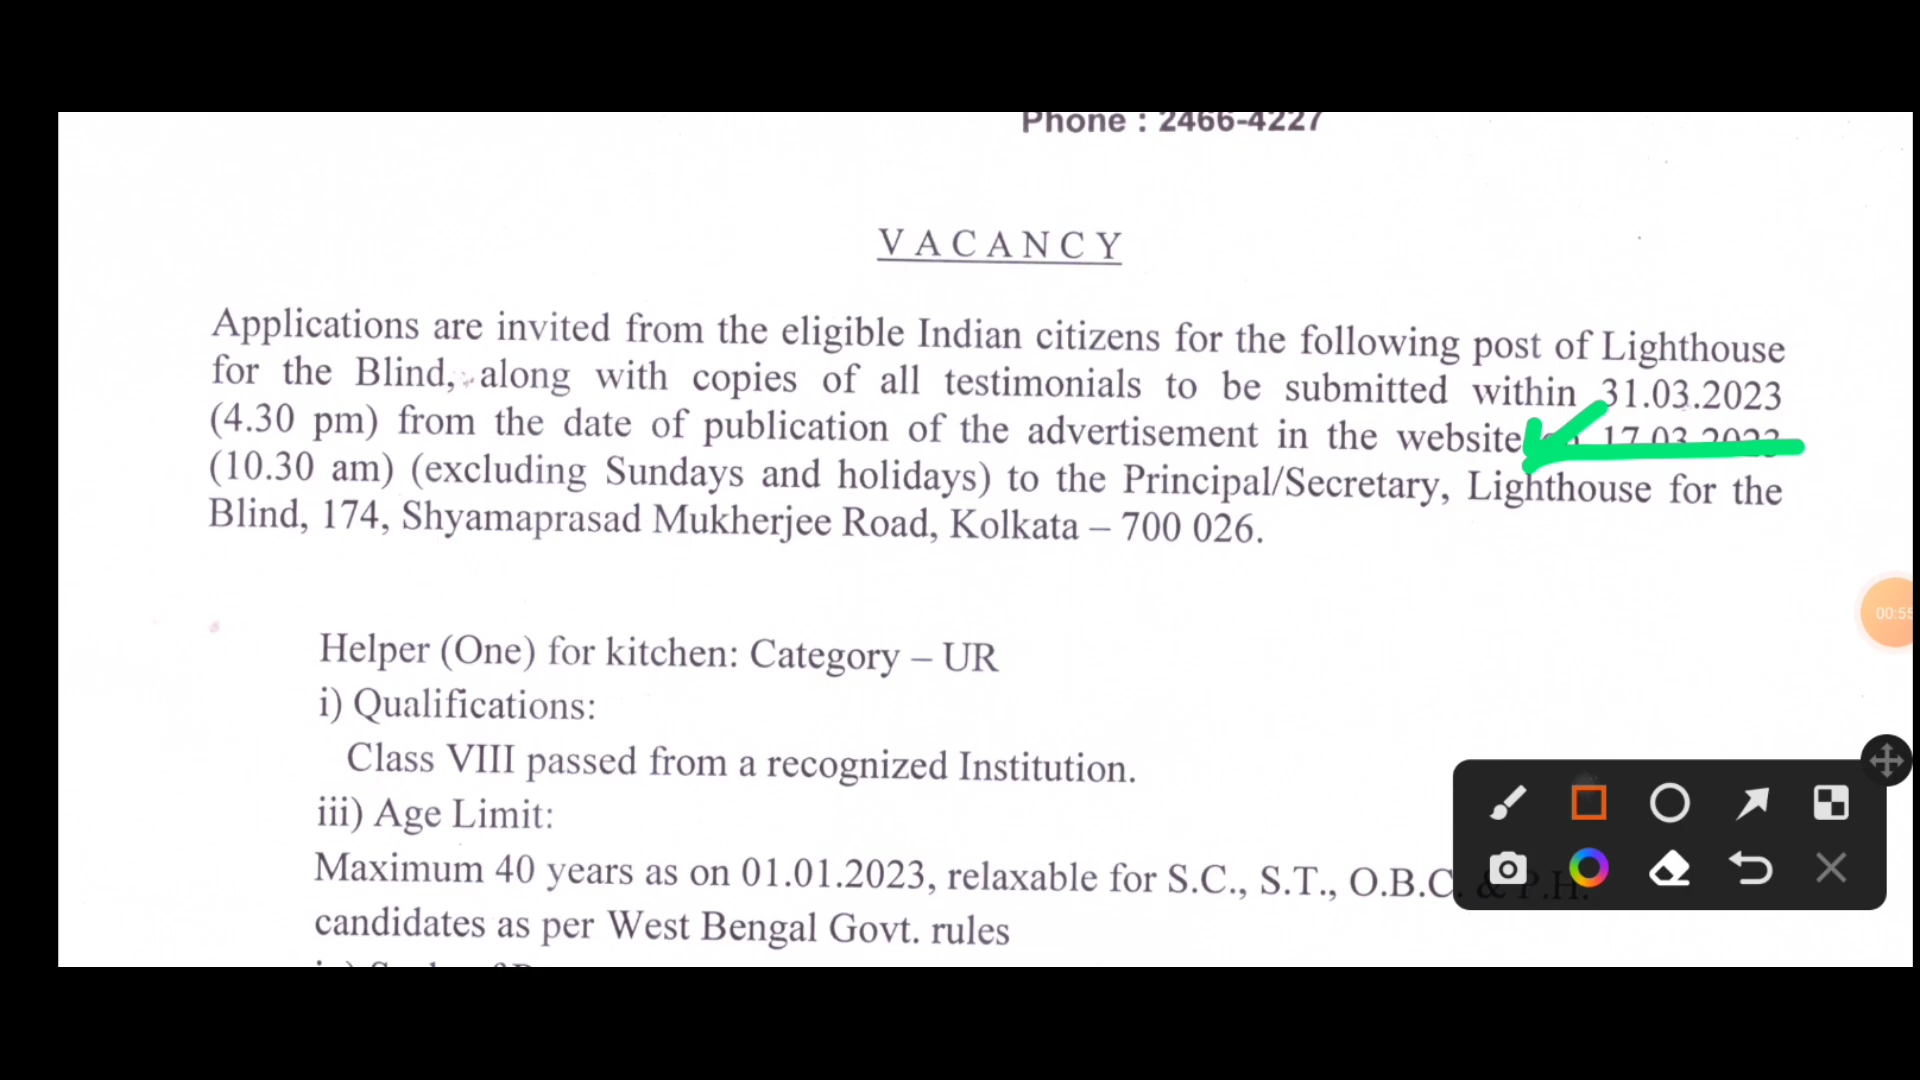 Phone : 2466-4227
VACANCY
Applications are invited from the eligible Indian citizens for the following post of Lighthouse
for the Blind, along with copies of all testimonials to be submitted within 31.03.2023
(4.30 pm) from the date of publication of the advertisement in the website 17.03.2023
(10.30 am) (excluding Sundays and holidays) to the Principal/Secretary, Lighthouse for the
Blind, 174, Shyamaprasad Mukherjee Road, Kolkata – 700 026.
00:55
Helper (One) for kitchen: Category – UR
i) Qualifications:
Class VIII passed from a recognized Institution.
iii) Age Limit:
Maximum 40 years as on 01.01.2023, relaxable for S.C., S.T., O.B.C. & P.H.
candidates as per West Bengal Govt. rules